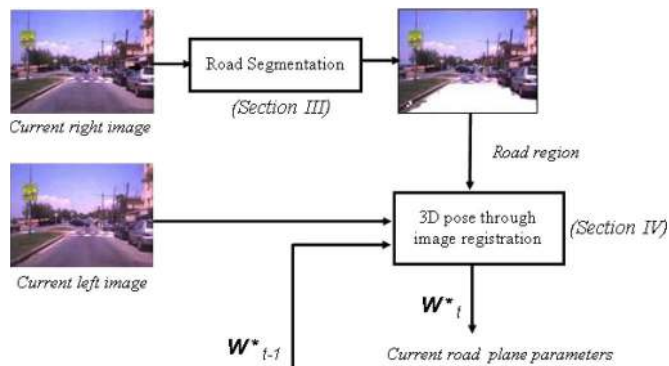 Road Segmentation
(Section III)
Current right image
Road region
3D pose through
image registration
(Section IV)
Current left image
W*t
W*t-1
Current road plane parameters